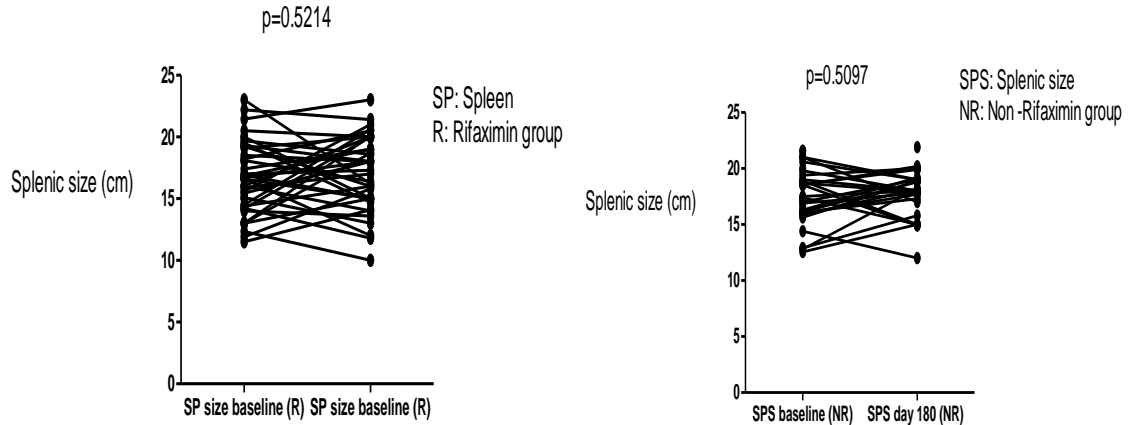 p=0.5214
SP: Spleen
R: Rifaximin group
Splenic size (cm)
25
20
15
10
5
0
SP size baseline (R) SP size baseline (R)
p=0.5097
SPS: Splenic size
NR: Non -Rifaximin group
Splenic size (cm)
25
20
15
10
5
0
SPS baseline (NR) SPS day 180 (NR)